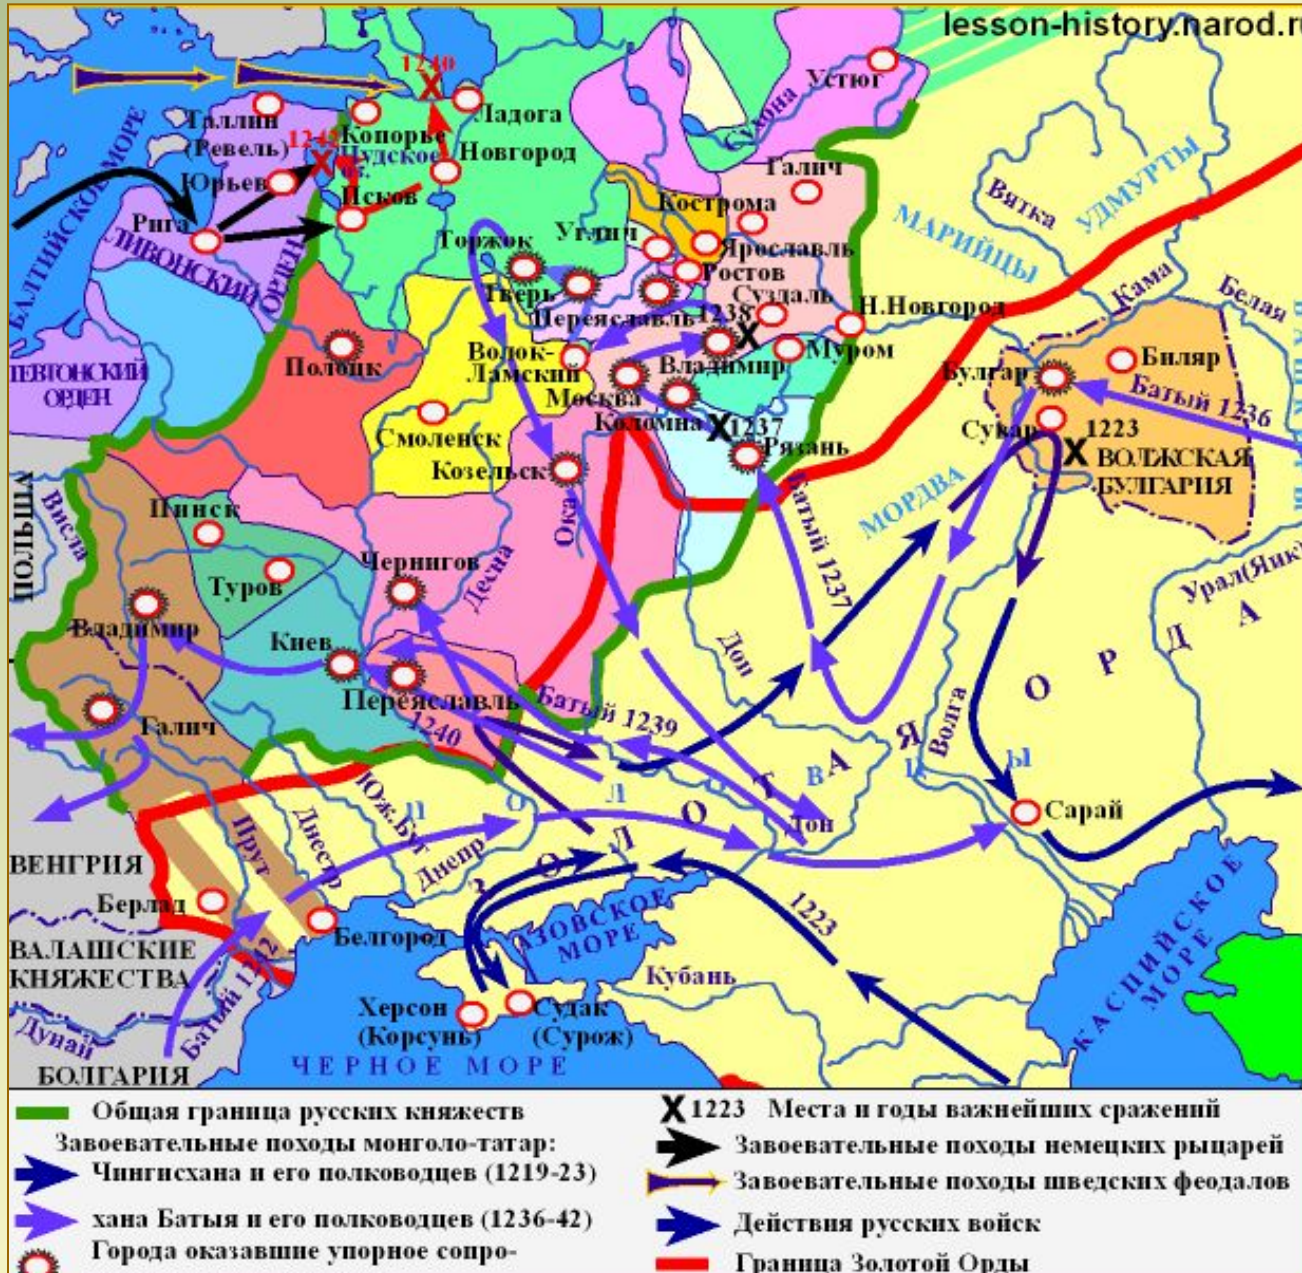 lesson-history.narod.ru
1240
Устюг
Сухона
Таллин
(Ревель)
1242
Копорье
Ладога
Чудское
оз.
Новгород
Юрьев
Псков
Галич
Кострома
Вятка
УДМУРТЫ
МАРИЙЦЫ
БАЛТИЙСКОЕ МОРЕ
Рига
ЛИВОНСКИЙ
ОРДЕН
Торжок
Углич
Ярославль
Ростов
Тверь
Суздаль
Переяславль
1238
Н.Новгород
Кама
Белая
ТЕВТОНСКИЙ
ОРДЕН
Полоцк
Волок-
Ламский
Владимир
Муром
Москва
Булгар
Биляр
Батый 1236
Смоленск
Коломна
1237
Рязань
Сувар
1223
ВОЛЖСКАЯ
БУЛГАРИЯ
Козельск
МОРДВА
ПОЛЬША
Висла
Пинск
Ока
Батый 1237
Чернигов
Десна
Туров
Урал(Яик)
Владимир
Киев
Дон
Волга
Переяславль
Батый 1239
1240
Галич
ЗОЛОТАЯ ОРДА
ПОЛОВЦЫ
Юж.Буг
Днестр
Прут
Днепр
Дон
Сарай
ВЕНГРИЯ
Берлад
Белгород
1223
АЗОВСКОЕ
МОРЕ
ВАЛАШСКИЕ
КНЯЖЕСТВА
Батый 1242
Кубань
КАСПИЙСКОЕ
МОРЕ
Херсон
(Корсунь)
Судак
(Сурож)
Дунай
БОЛГАРИЯ
ЧЕРНОЕ МОРЕ
Общая граница русских княжеств
Завоевательные походы монголо-татар:
Чингисхана и его полководцев (1219-23)
хана Батыя и его полководцев (1236-42)
Города оказавшие упорное сопро-
X 1223 Места и годы важнейших сражений
Завоевательные походы немецких рыцарей
Завоевательные походы шведских феодалов
Действия русских войск
Граница Золотой Орды